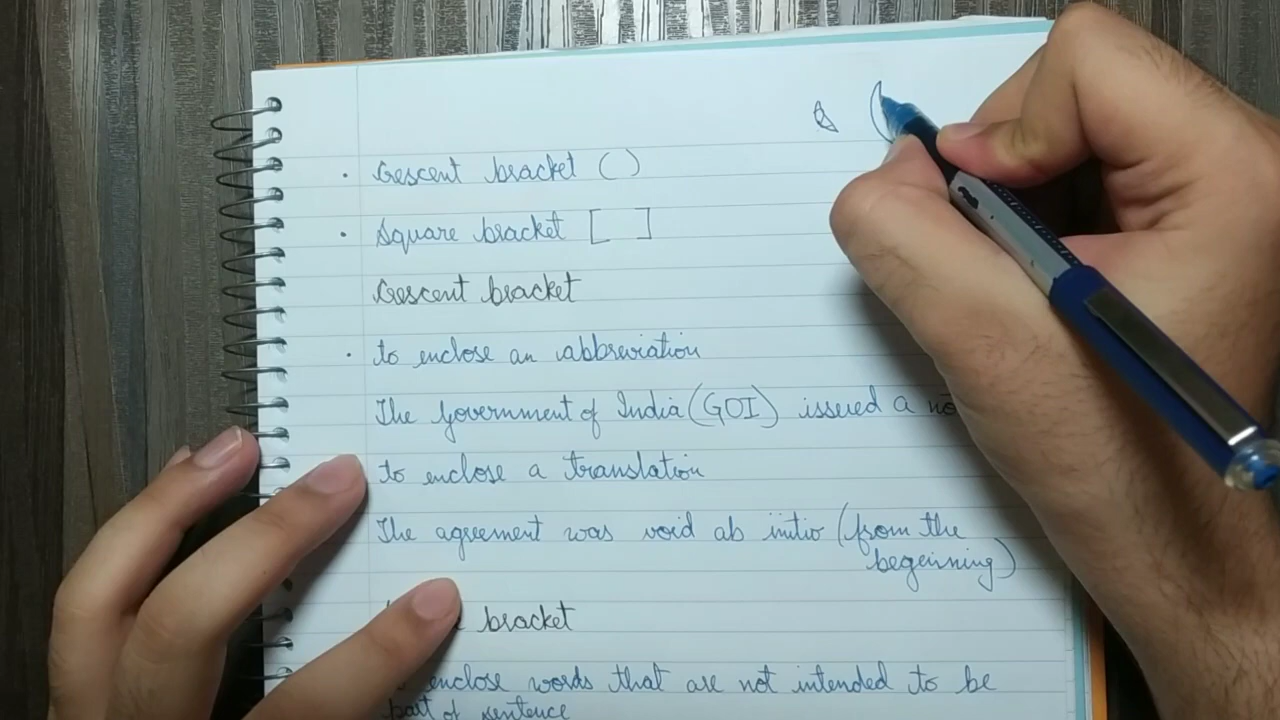 · Crescent bracket ( )
· Square bracket [ ]
Crescent bracket
· to enclose an abbreviation
The Government of India (GOI) issued a
to enclose a translation
The agreement was void ab initio (from the
beginning)
bracket
enclose words that are not intended to be
part of sentence